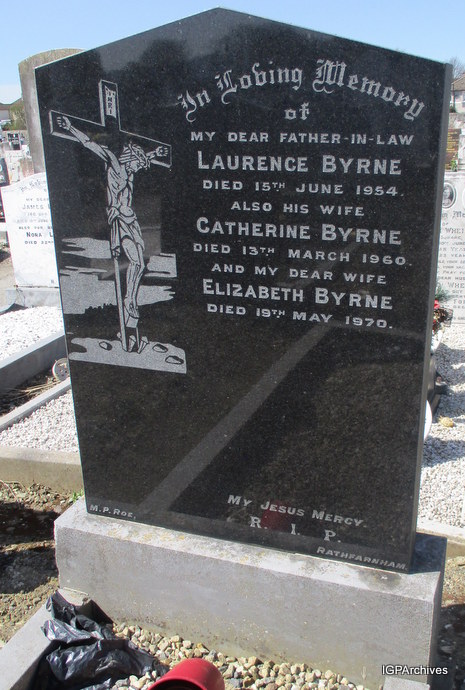 In Loving Memory
of
MY DEAR FATHER-IN-LAW
LAURENCE BYRNE
DIED 15TH JUNE 1954.
ALSO HIS WIFE
CATHERINE BYRNE
DIED 13TH MARCH 1960.
AND MY DEAR WIFE
ELIZABETH BYRNE
DIED 19TH MAY 1970.
MY JESUS MERCY.
R. I. P.
M.P. ROE,
RATHFARNHAM.
JAMES
NORA
IGPArchives